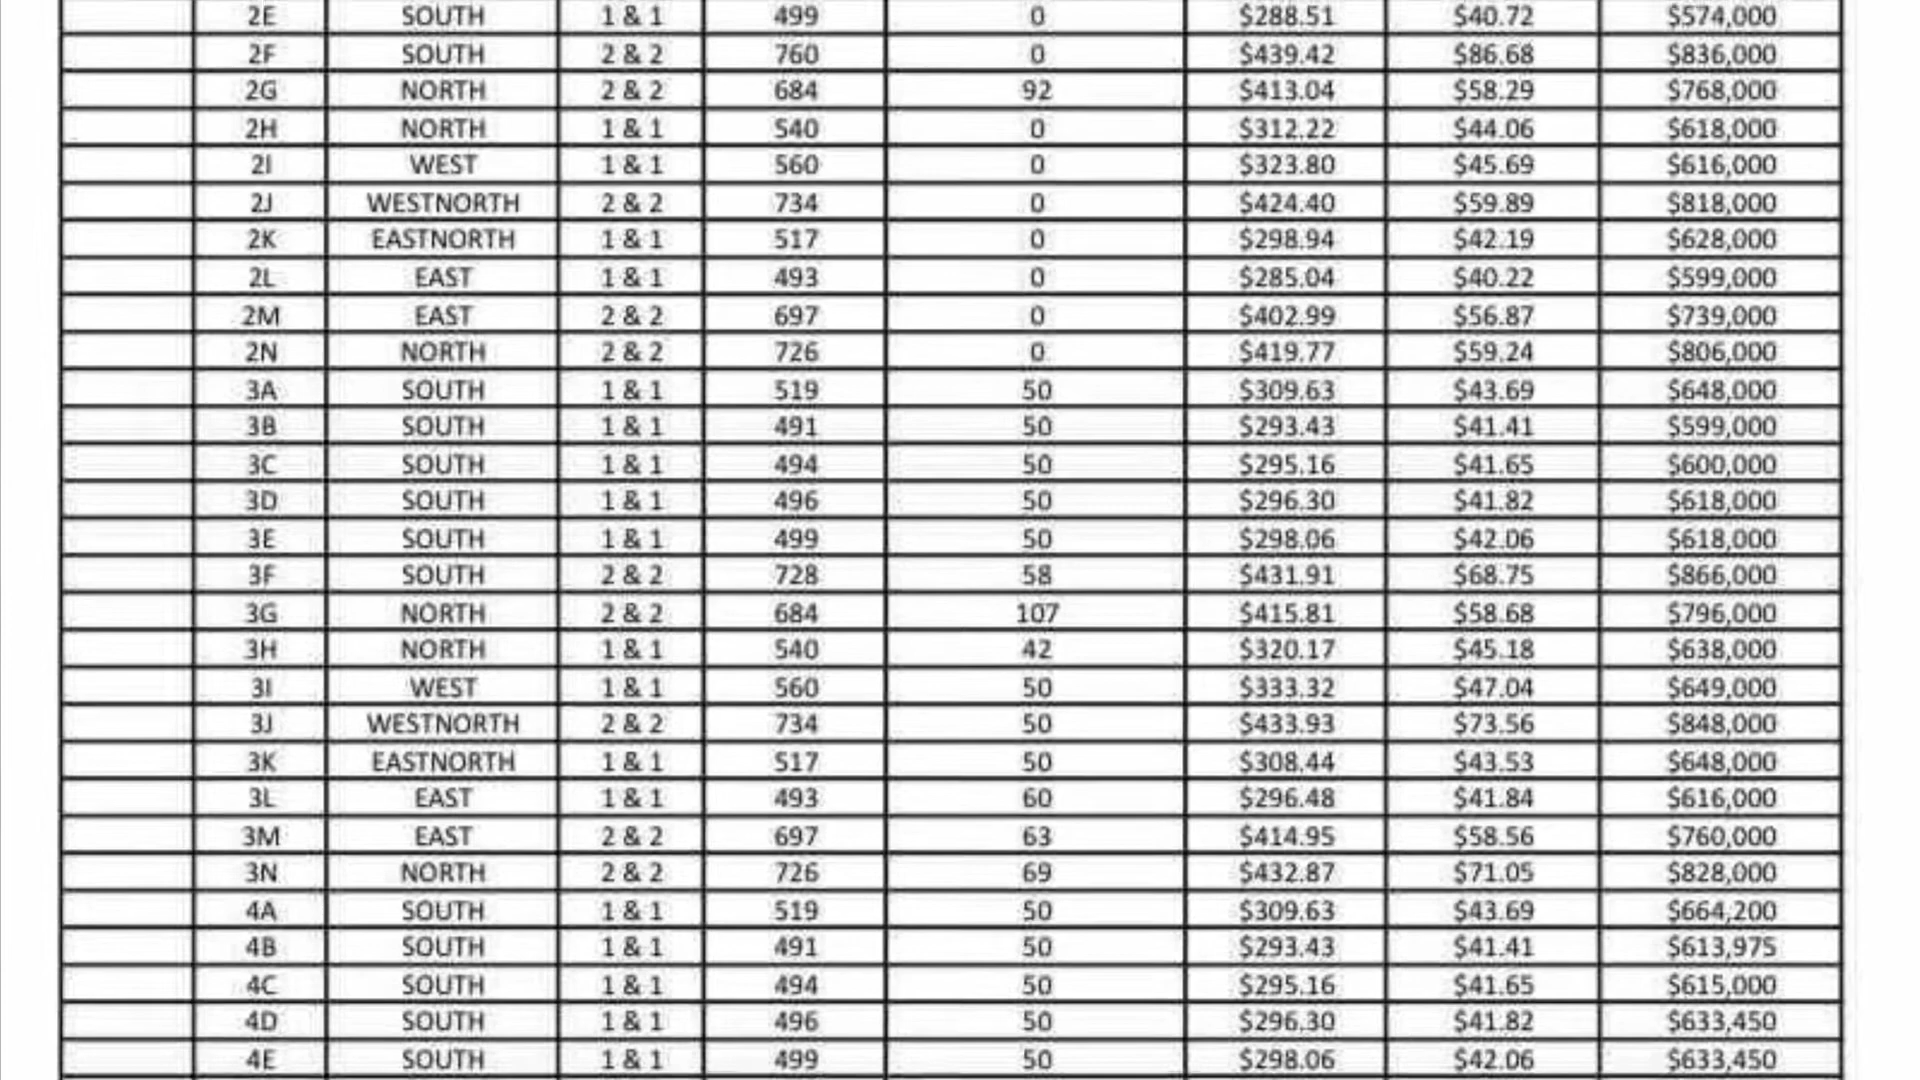 2E SOUTH 1 & 1 499 0 $288.51 $40.72 $574,000
2F SOUTH 2 & 2 760 0 $439.42 $86.68 $836,000
2G NORTH 2 & 2 684 92 $413.04 $58.29 $768,000
2H NORTH 1 & 1 540 0 $312.22 $44.06 $618,000
2I WEST 1 & 1 560 0 $323.80 $45.69 $616,000
2J WESTNORTH 2 & 2 734 0 $424.40 $59.89 $818,000
2K EASTNORTH 1 & 1 517 0 $298.94 $42.19 $628,000
2L EAST 1 & 1 493 0 $285.04 $40.22 $599,000
2M EAST 2 & 2 697 0 $402.99 $56.87 $739,000
2N NORTH 2 & 2 726 0 $419.77 $59.24 $806,000
3A SOUTH 1 & 1 519 50 $309.63 $43.69 $648,000
3B SOUTH 1 & 1 491 50 $293.43 $41.41 $599,000
3C SOUTH 1 & 1 494 50 $295.16 $41.65 $600,000
3D SOUTH 1 & 1 496 50 $296.30 $41.82 $618,000
3E SOUTH 1 & 1 499 50 $298.06 $42.06 $618,000
3F SOUTH 2 & 2 728 58 $431.91 $68.75 $866,000
3G NORTH 2 & 2 684 107 $415.81 $58.68 $796,000
3H NORTH 1 & 1 540 42 $320.17 $45.18 $638,000
3I WEST 1 & 1 560 50 $333.32 $47.04 $649,000
3J WESTNORTH 2 & 2 734 50 $433.93 $73.56 $848,000
3K EASTNORTH 1 & 1 517 50 $308.44 $43.53 $648,000
3L EAST 1 & 1 493 60 $296.48 $41.84 $616,000
3M EAST 2 & 2 697 63 $414.95 $58.56 $760,000
3N NORTH 2 & 2 726 69 $432.87 $71.05 $828,000
4A SOUTH 1 & 1 519 50 $309.63 $43.69 $664,200
4B SOUTH 1 & 1 491 50 $293.43 $41.41 $613,975
4C SOUTH 1 & 1 494 50 $295.16 $41.65 $615,000
4D SOUTH 1 & 1 496 50 $296.30 $41.82 $633,450
4E SOUTH 1 & 1 499 50 $298.06 $42.06 $633,450